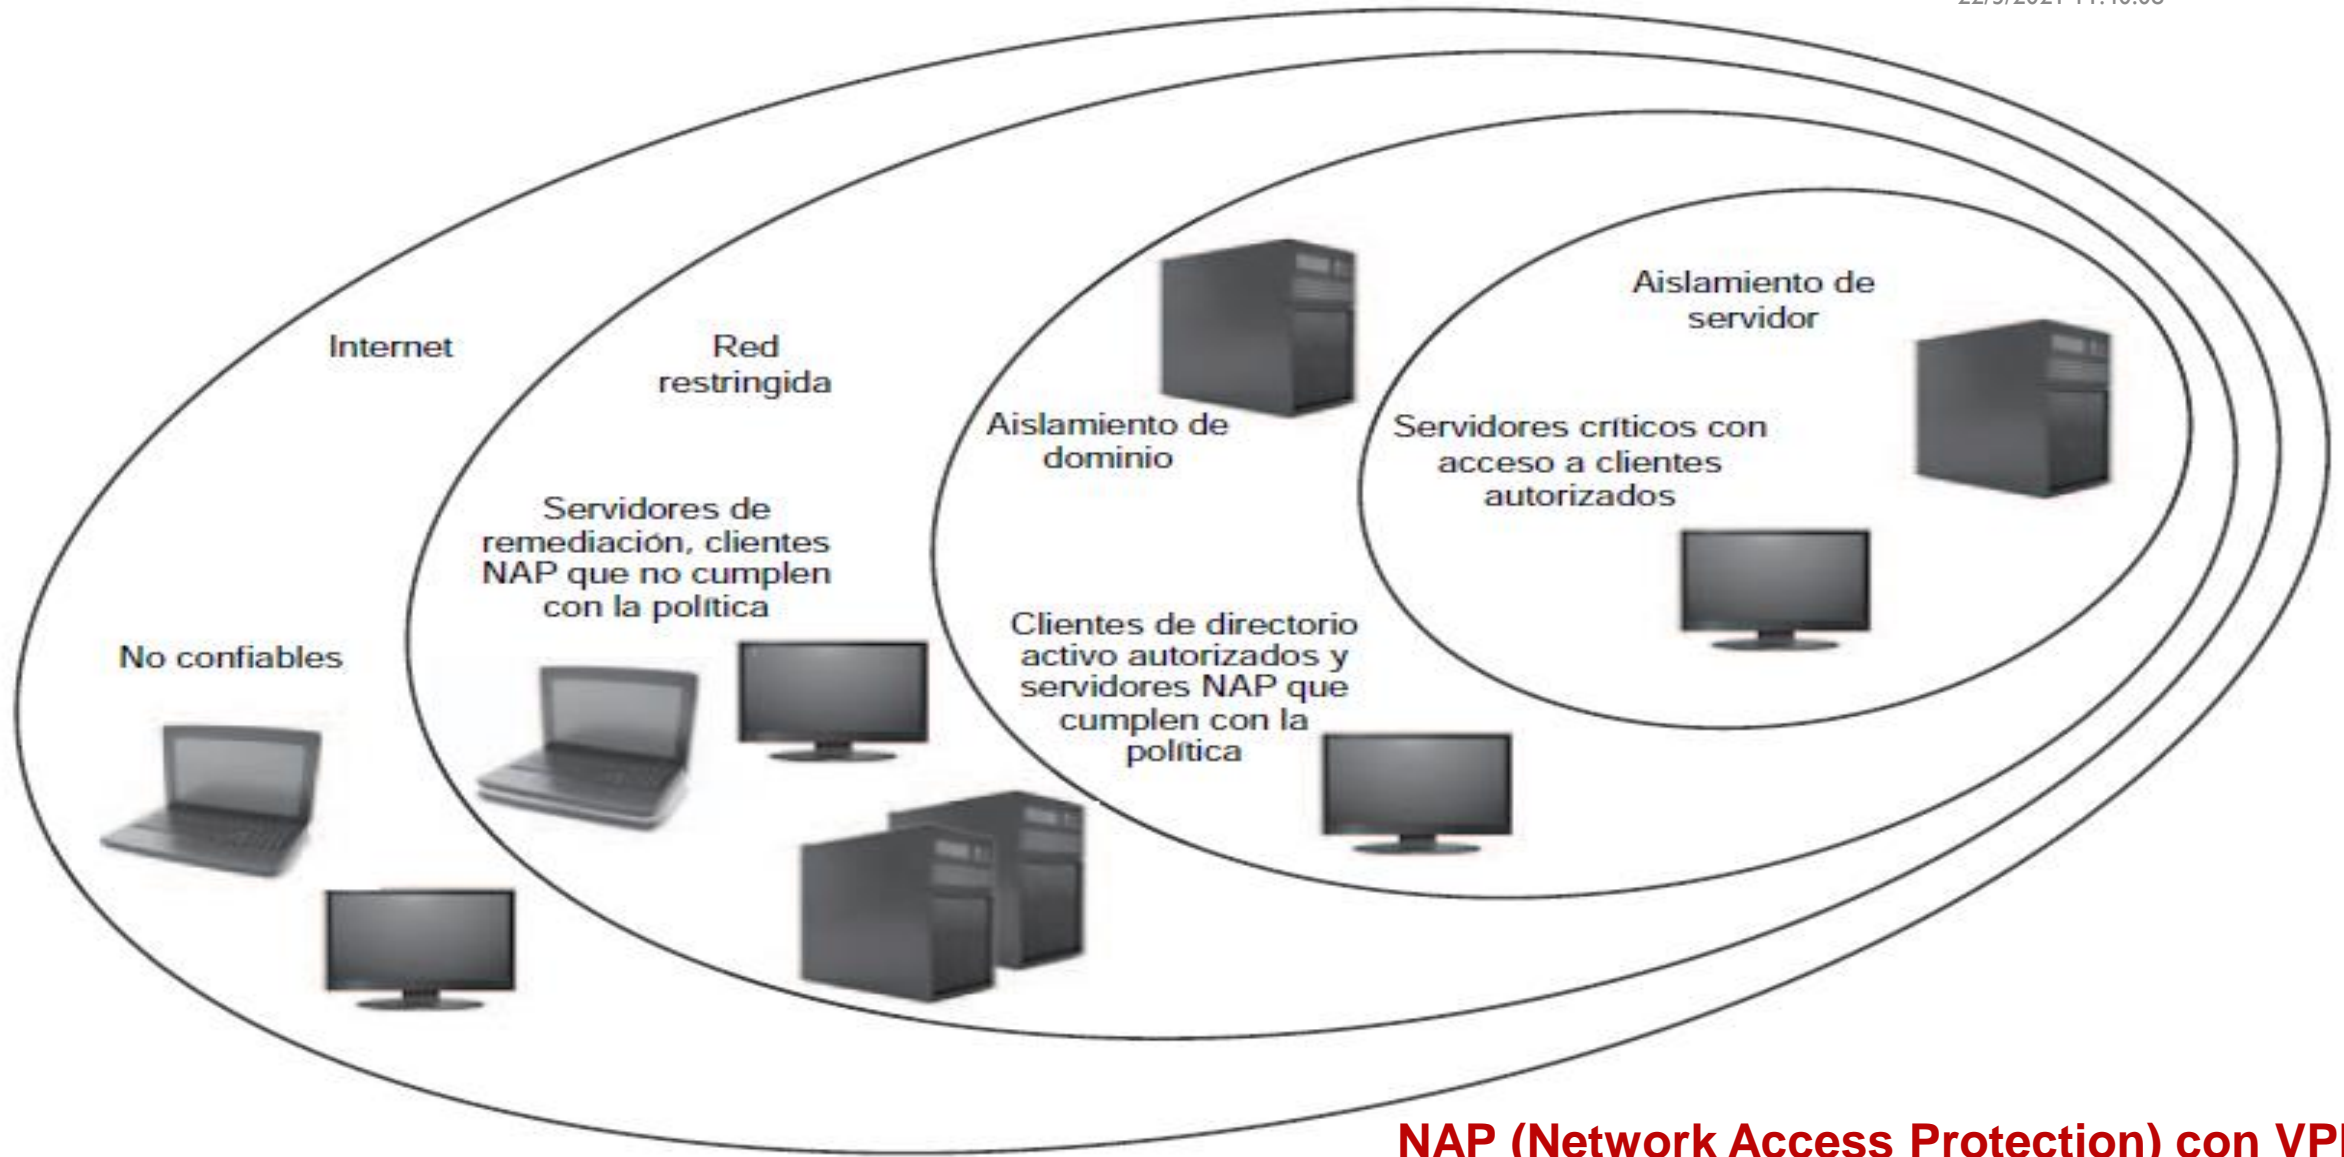 Internet
Red
restringida
Aislamiento de
dominio
Aislamiento de
servidor
Servidores críticos con
acceso a clientes
autorizados
Servidores de
remediación, clientes
NAP que no cumplen
con la política
No confiables
Clientes de directorio
activo autorizados y
servidores NAP que
cumplen con la
política
NAP (Network Access Protection) con